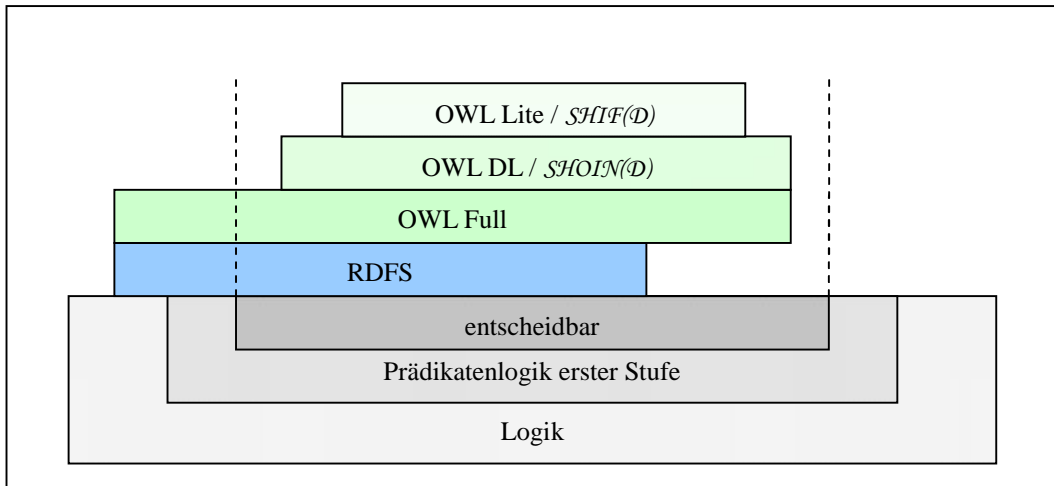 OWL Lite / SHIF(D)
OWL DL / SHOIN(D)
OWL Full
RDFS
entscheidbar
Prädikatenlogik erster Stufe
Logik